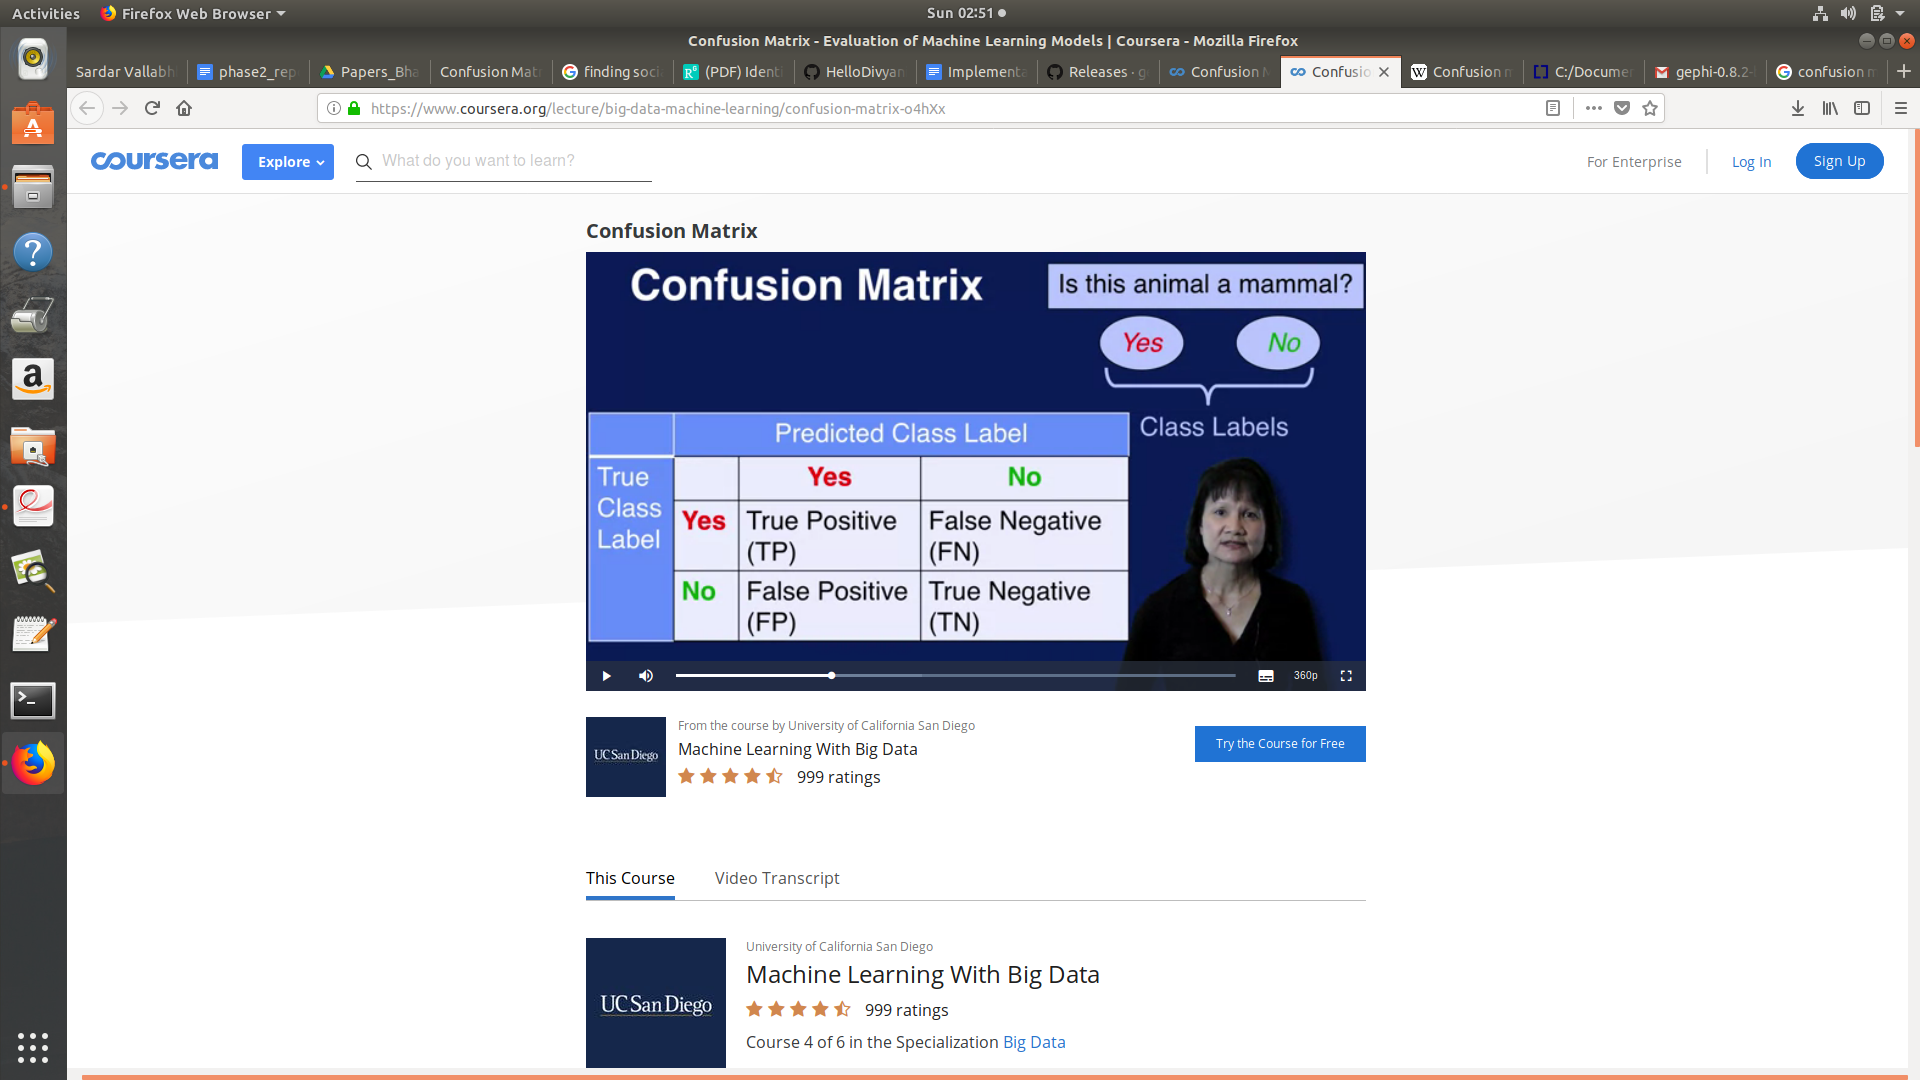 Activities
Firefox Web Browser
Sun 02:51
Confusion Matrix - Evaluation of Machine Learning Models | Coursera - Mozilla Firefox
Sardar Vallabh
phase2_rep
Papers_Bha
Confusion Mat
finding soci
(PDF) Identi
HelloDivyan
Implementa
Releases · g
Confusion M
Confusio
Confusion m
C:/Documen
gephi-0.8.2-
confusion m
https://www.coursera.org/lecture/big-data-machine-learning/confusion-matrix-o4hXx
coursera
Explore
What do you want to learn?
For Enterprise
Log In
Sign Up
Confusion Matrix
Confusion Matrix
Is this animal a mammal?
Yes No
Class Labels
Predicted Class Label
True Class Label
Yes No
Yes True Positive (TP) False Negative (FN)
No False Positive (FP) True Negative (TN)
360p
UC San Diego
From the course by University of California San Diego
Machine Learning With Big Data
999 ratings
Try the Course for Free
This Course Video Transcript
UC San Diego
University of California San Diego
Machine Learning With Big Data
999 ratings
Course 4 of 6 in the Specialization Big Data